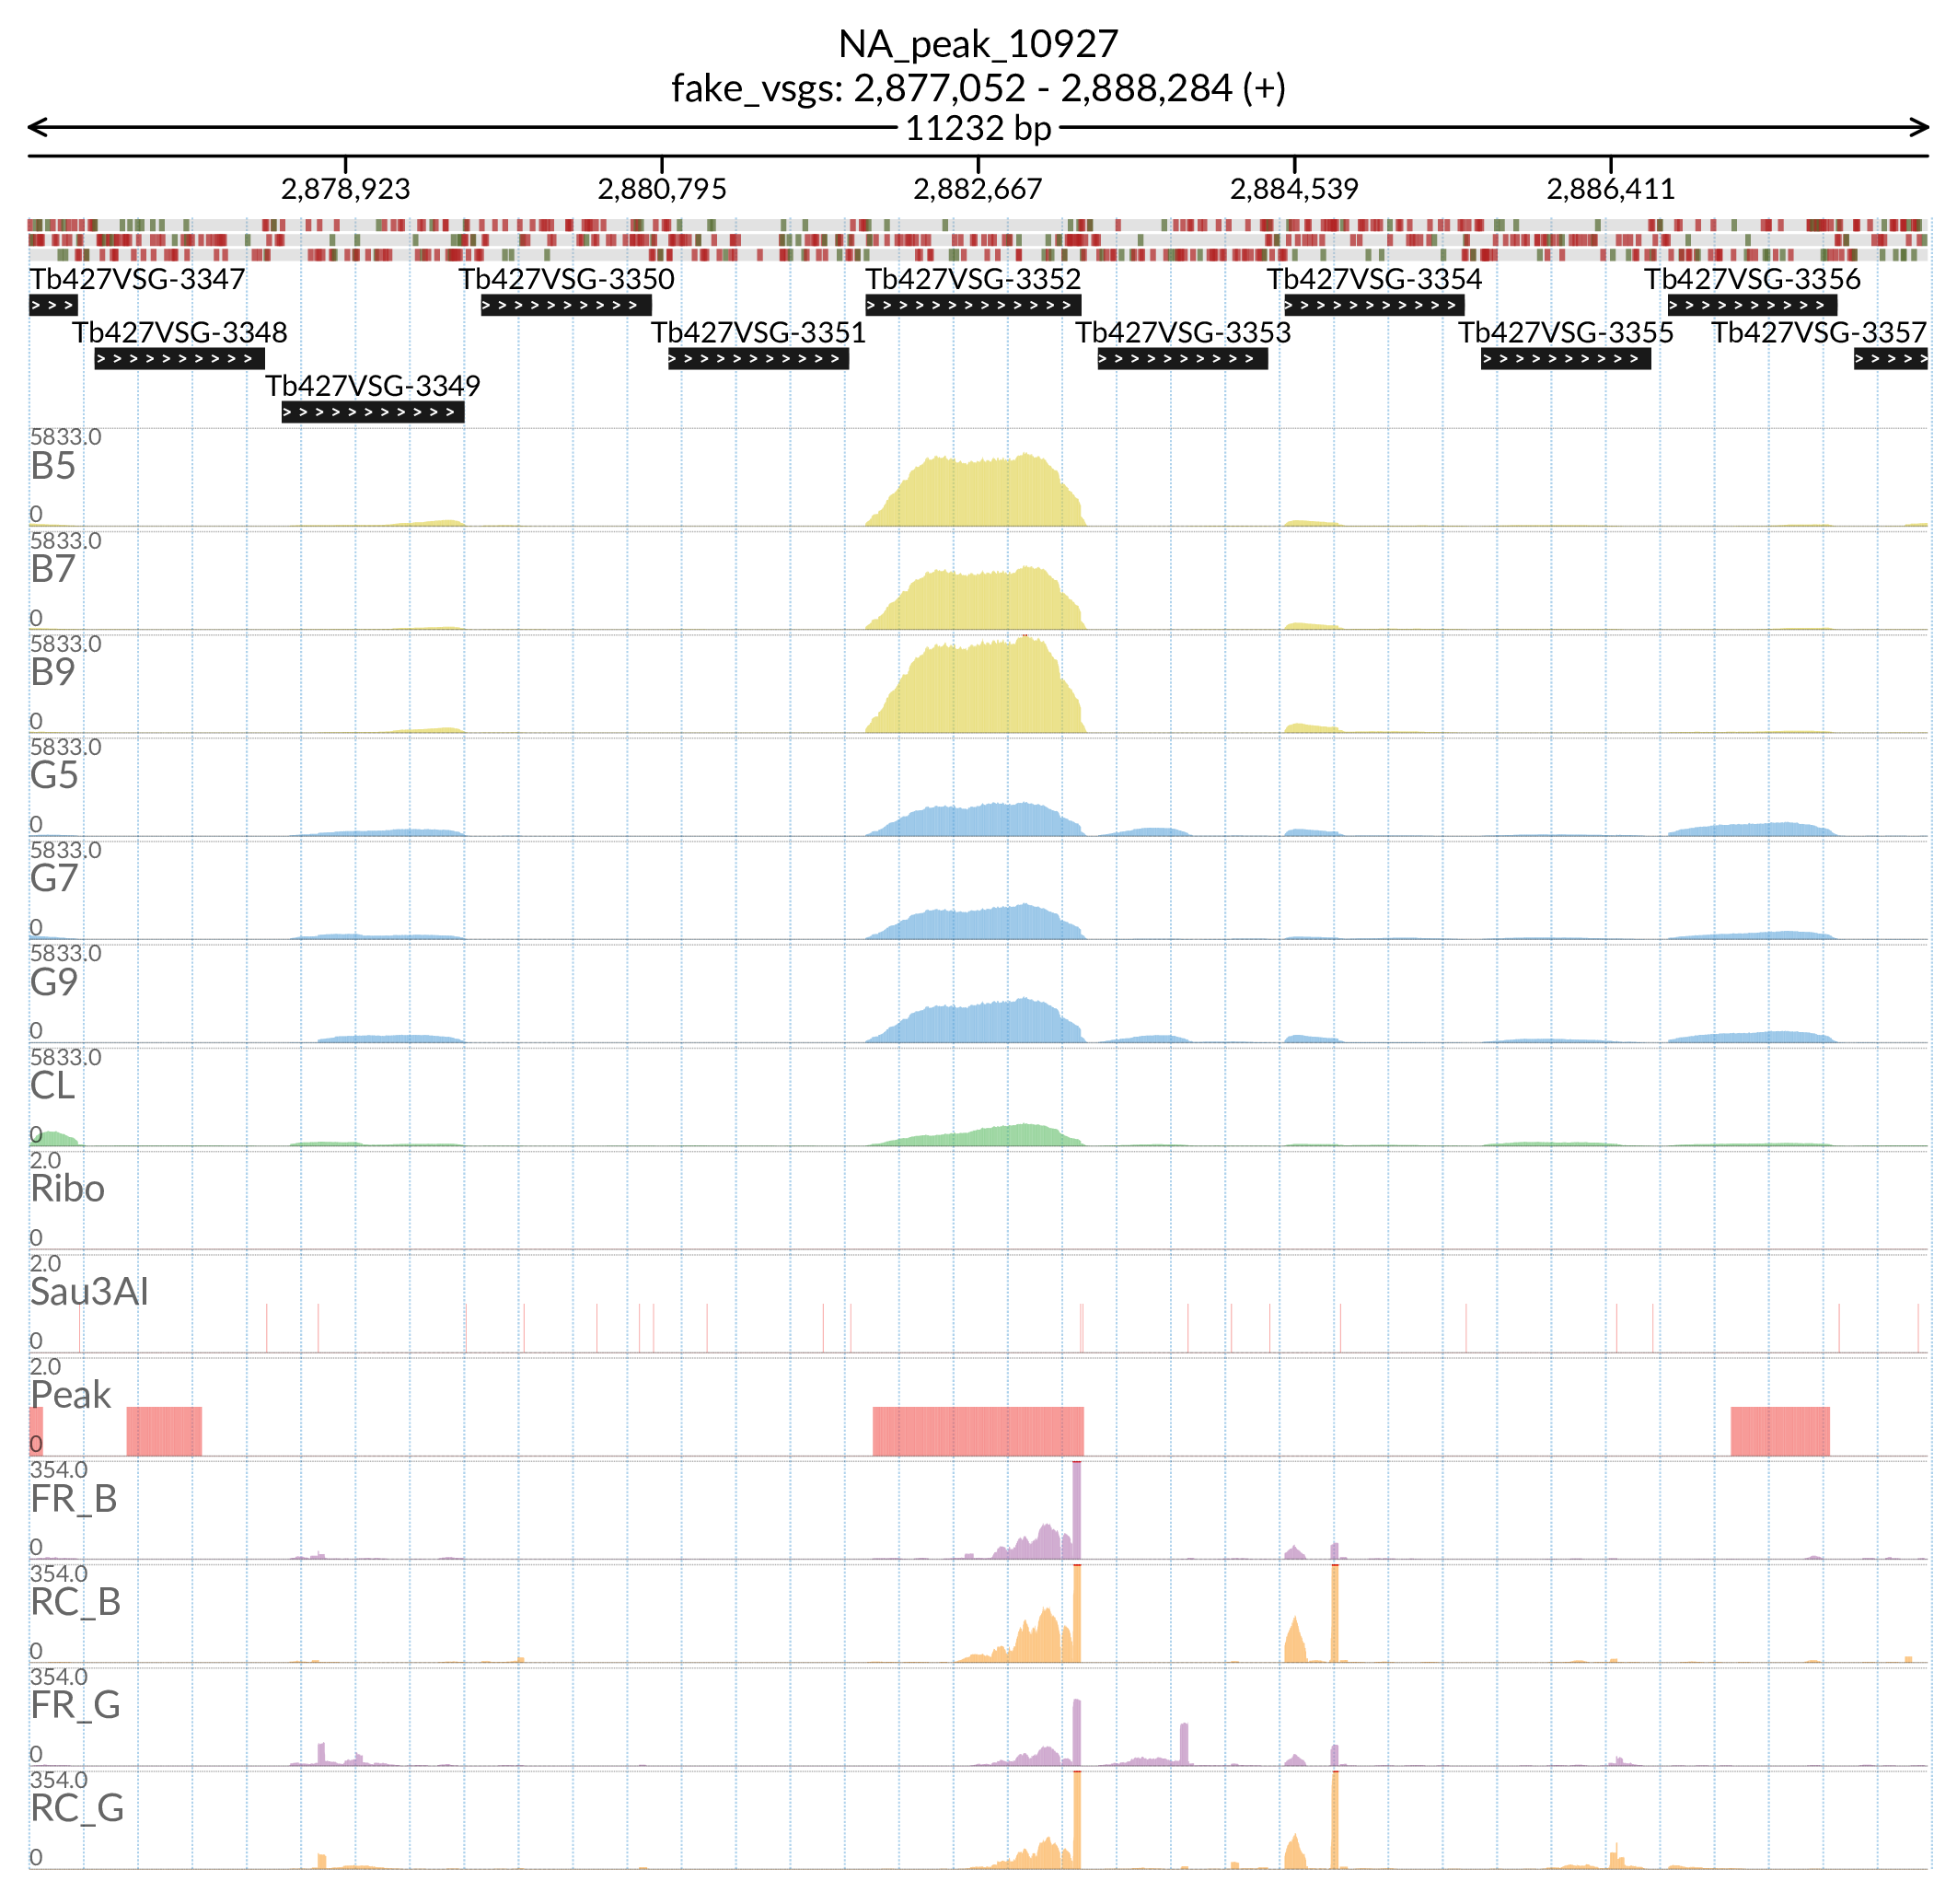 NA_peak_10927
fake_vsgs: 2,877,052 - 2,888,284 (+)
11232 bp
2,878,923 2,880,795 2,882,667 2,884,539 2,886,411
Tb427VSG-3347 Tb427VSG-3350 Tb427VSG-3352 Tb427VSG-3354 Tb427VSG-3356
Tb427VSG-3348 Tb427VSG-3351 Tb427VSG-3353 Tb427VSG-3355 Tb427VSG-3357
Tb427VSG-3349
5833.0
B5
0
5833.0
B7
0
5833.0
B9
0
5833.0
G5
0
5833.0
G7
0
5833.0
G9
0
5833.0
CL
0
2.0
Ribo
0
2.0
Sau3AI
0
2.0
Peak
0
354.0
FR_B
0
354.0
RC_B
0
354.0
FR_G
0
354.0
RC_G
0